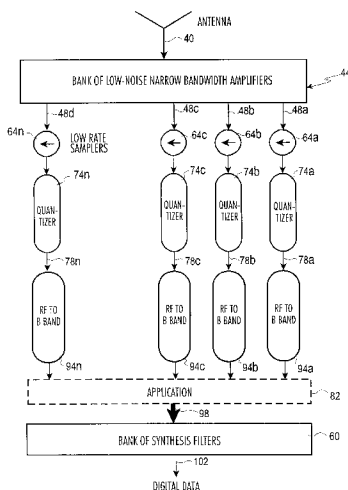 ANTENNA
40
BANK OF LOW-NOISE NARROW BANDWIDTH AMPLIFIERS
44
48d 48c 48b 48a
64n LOW RATE SAMPLERS 64c 64b 64a
74n 74c 74b 74a
QUAN-TIZER QUAN-TIZER QUAN-TIZER QUAN-TIZER
78n 78c 78b 78a
RF TO B BAND RF TO B BAND RF TO B BAND RF TO B BAND
94n 94c 94b 94a
APPLICATION
82
98
BANK OF SYNTHESIS FILTERS
60
102
DIGITAL DATA